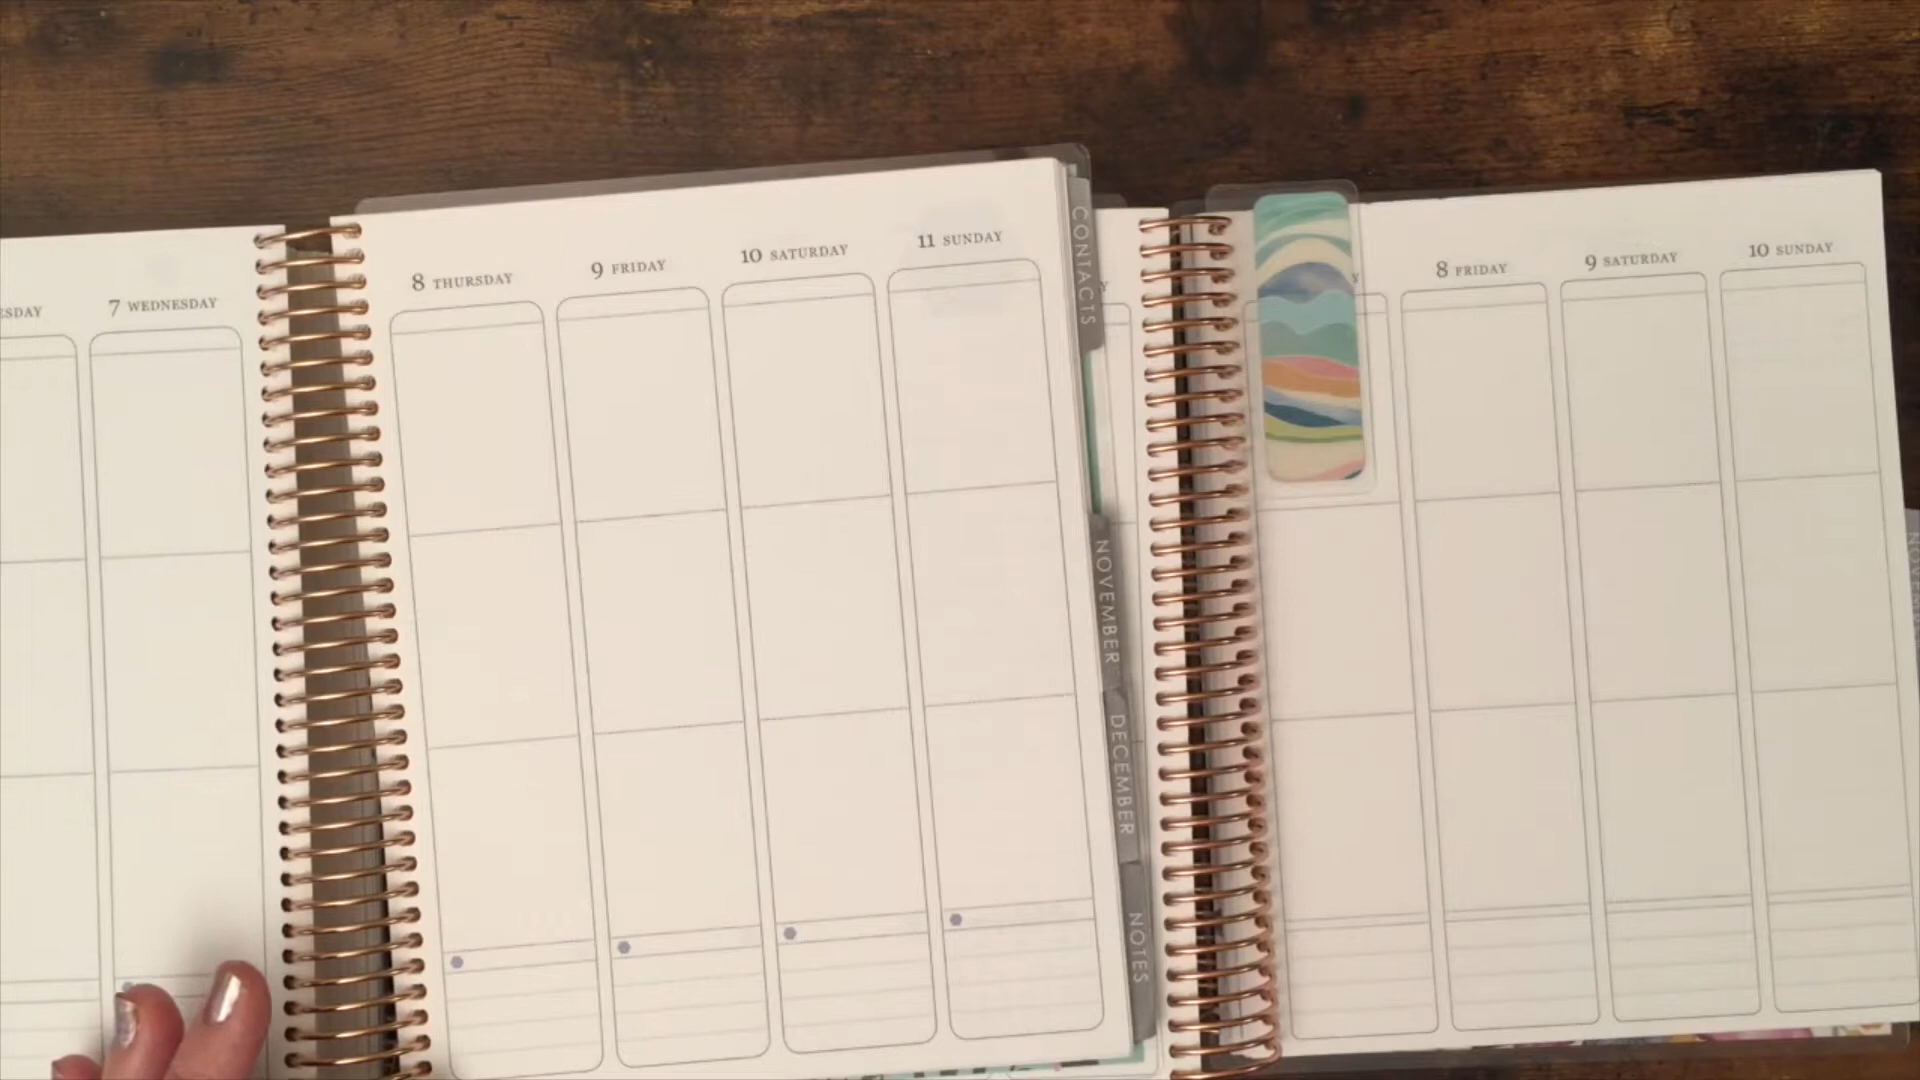 7 WEDNESDAY
8 THURSDAY
9 FRIDAY
10 SATURDAY
11 SUNDAY
CONTACTS
NOVEMBER
DECEMBER
NOTES
8 FRIDAY
9 SATURDAY
10 SUNDAY